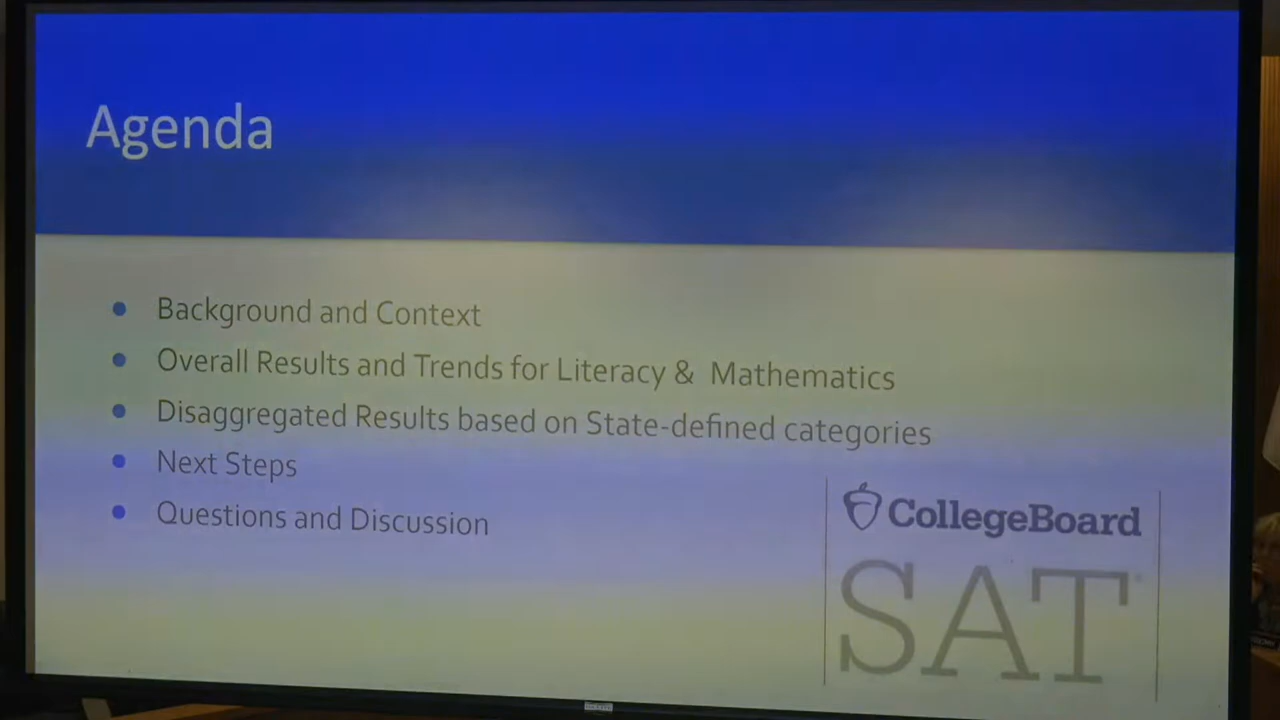 Agenda
Background and Context
Overall Results and Trends for Literacy & Mathematics
Disaggregated Results based on State-defined categories
Next Steps
Questions and Discussion
CollegeBoard
SAT